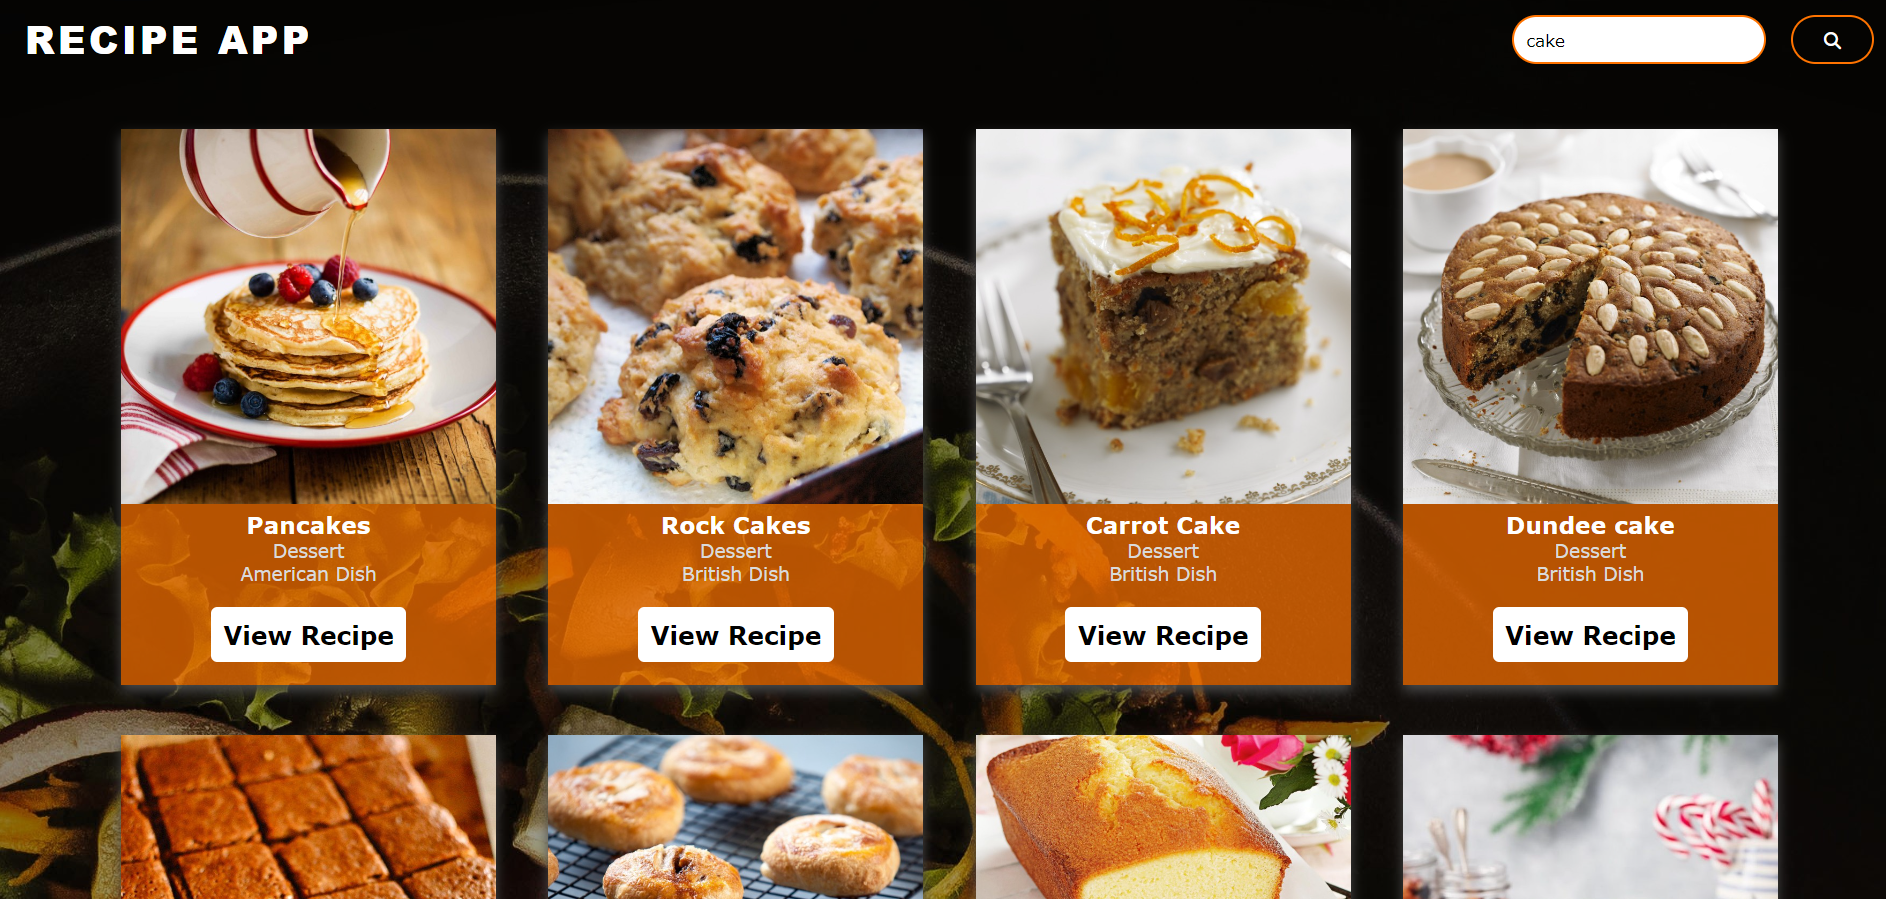 RECIPE APP
cake
Pancakes
Dessert
American Dish
View Recipe
Rock Cakes
Dessert
British Dish
View Recipe
Carrot Cake
Dessert
British Dish
View Recipe
Dundee cake
Dessert
British Dish
View Recipe